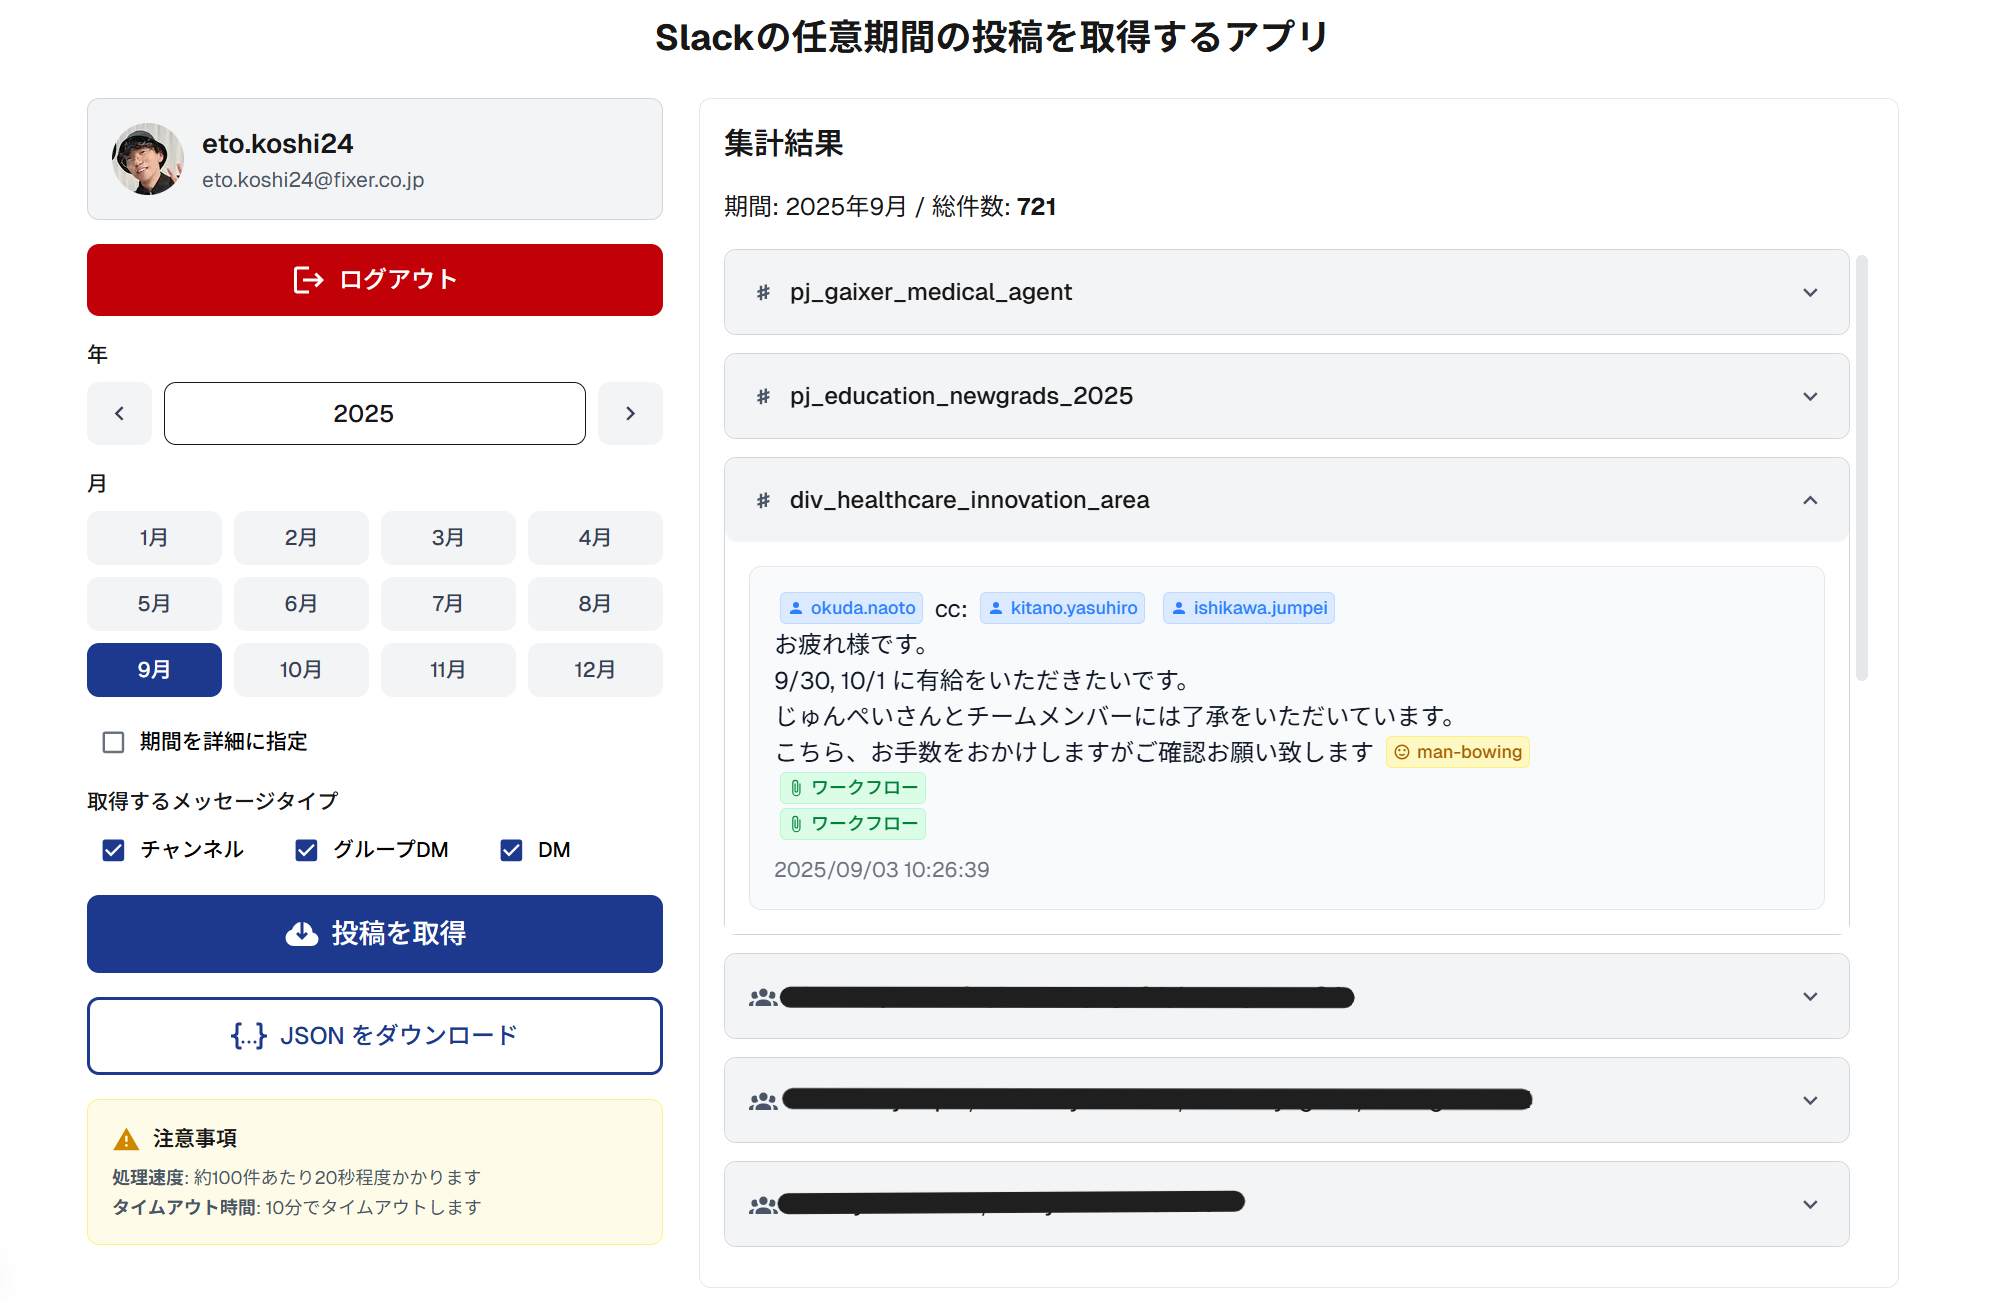 Slackの任意期間の投稿を取得するアプリ
eto.koshi24
eto.koshi24@fixer.co.jp
ログアウト
年
2025
月
1月 2月 3月 4月
5月 6月 7月 8月
9月 10月 11月 12月
期間を詳細に指定
取得するメッセージタイプ
チャンネル グループDM DM
投稿を取得
{...} JSON をダウンロード
注意事項
処理速度: 約100件あたり20秒程度かかります
タイムアウト時間: 10分でタイムアウトします
集計結果
期間: 2025年9月 / 総件数: 721
# pj_gaixer_medical_agent
# pj_education_newgrads_2025
# div_healthcare_innovation_area
okuda.naoto cc: kitano.yasuhiro ishikawa.jumpei
お疲れ様です。
9/30, 10/1 に有給をいただきたいです。
じゅんぺいさんとチームメンバーには了承をいただいています。
こちら、お手数をおかけしますがご確認お願い致します man-bowing
ワークフロー
ワークフロー
2025/09/03 10:26:39